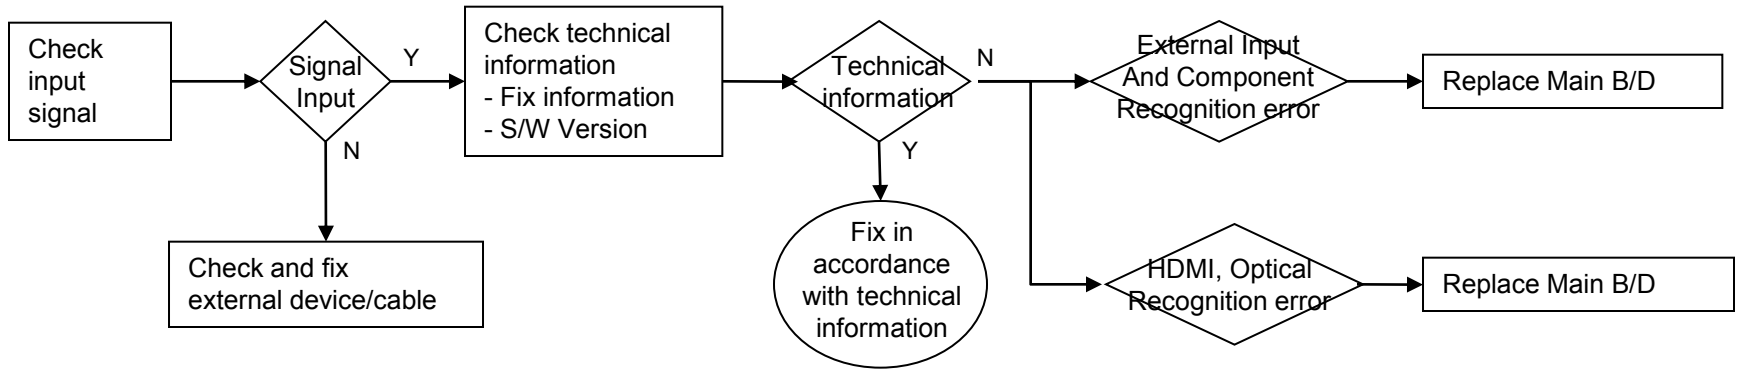 Check
input
signal
Signal
Input
Y
N
Check and fix
external device/cable
Check technical
information
- Fix information
- S/W Version
Technical
information
N
Y
Fix in
accordance
with technical
information
External Input
And Component
Recognition error
Replace Main B/D
HDMI, Optical
Recognition error
Replace Main B/D